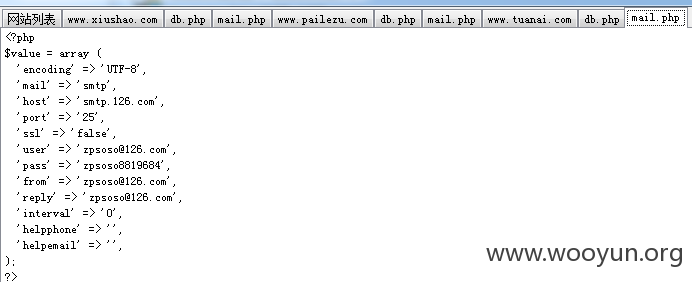 网站列表 www.xiushao.com db.php mail.php www.pailezu.com db.php mail.php www.tuanai.com db.php mail.php
<?php
$value = array (
'encoding' => 'UTF-8',
'mail' => 'smtp',
'host' => 'smtp.126.com',
'port' => '25',
'ssl' => 'false',
'user' => 'zpsoso@126.com',
'pass' => 'zpsoso8819684',
'from' => 'zpsoso@126.com',
'reply' => 'zpsoso@126.com',
'interval' => '0',
'helpphone' => '',
'helpemail' => '',
);
?>
www.wooyun.org